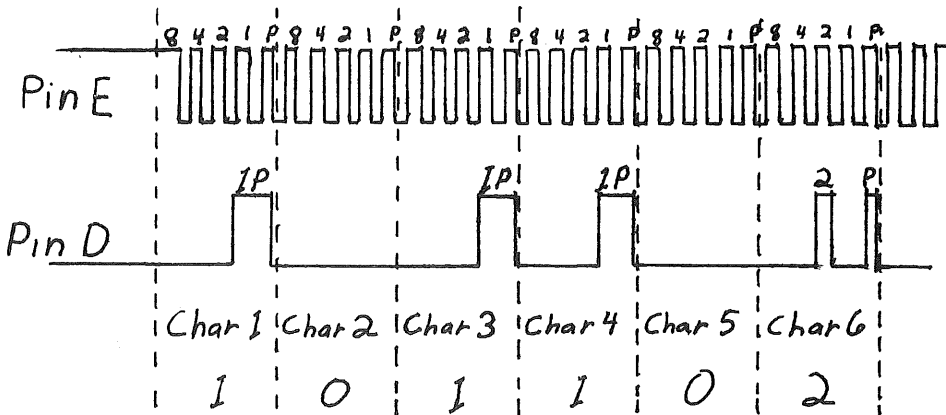 8 4 2 1 P 8 4 2 1 P 8 4 2 1 P 8 4 2 1 P 8 4 2 1 P 8 4 2 1 P
Pin E
1P 1P 1P 2 P
Pin D
Char 1 Char 2 Char 3 Char 4 Char 5 Char 6
1 0 1 1 0 2